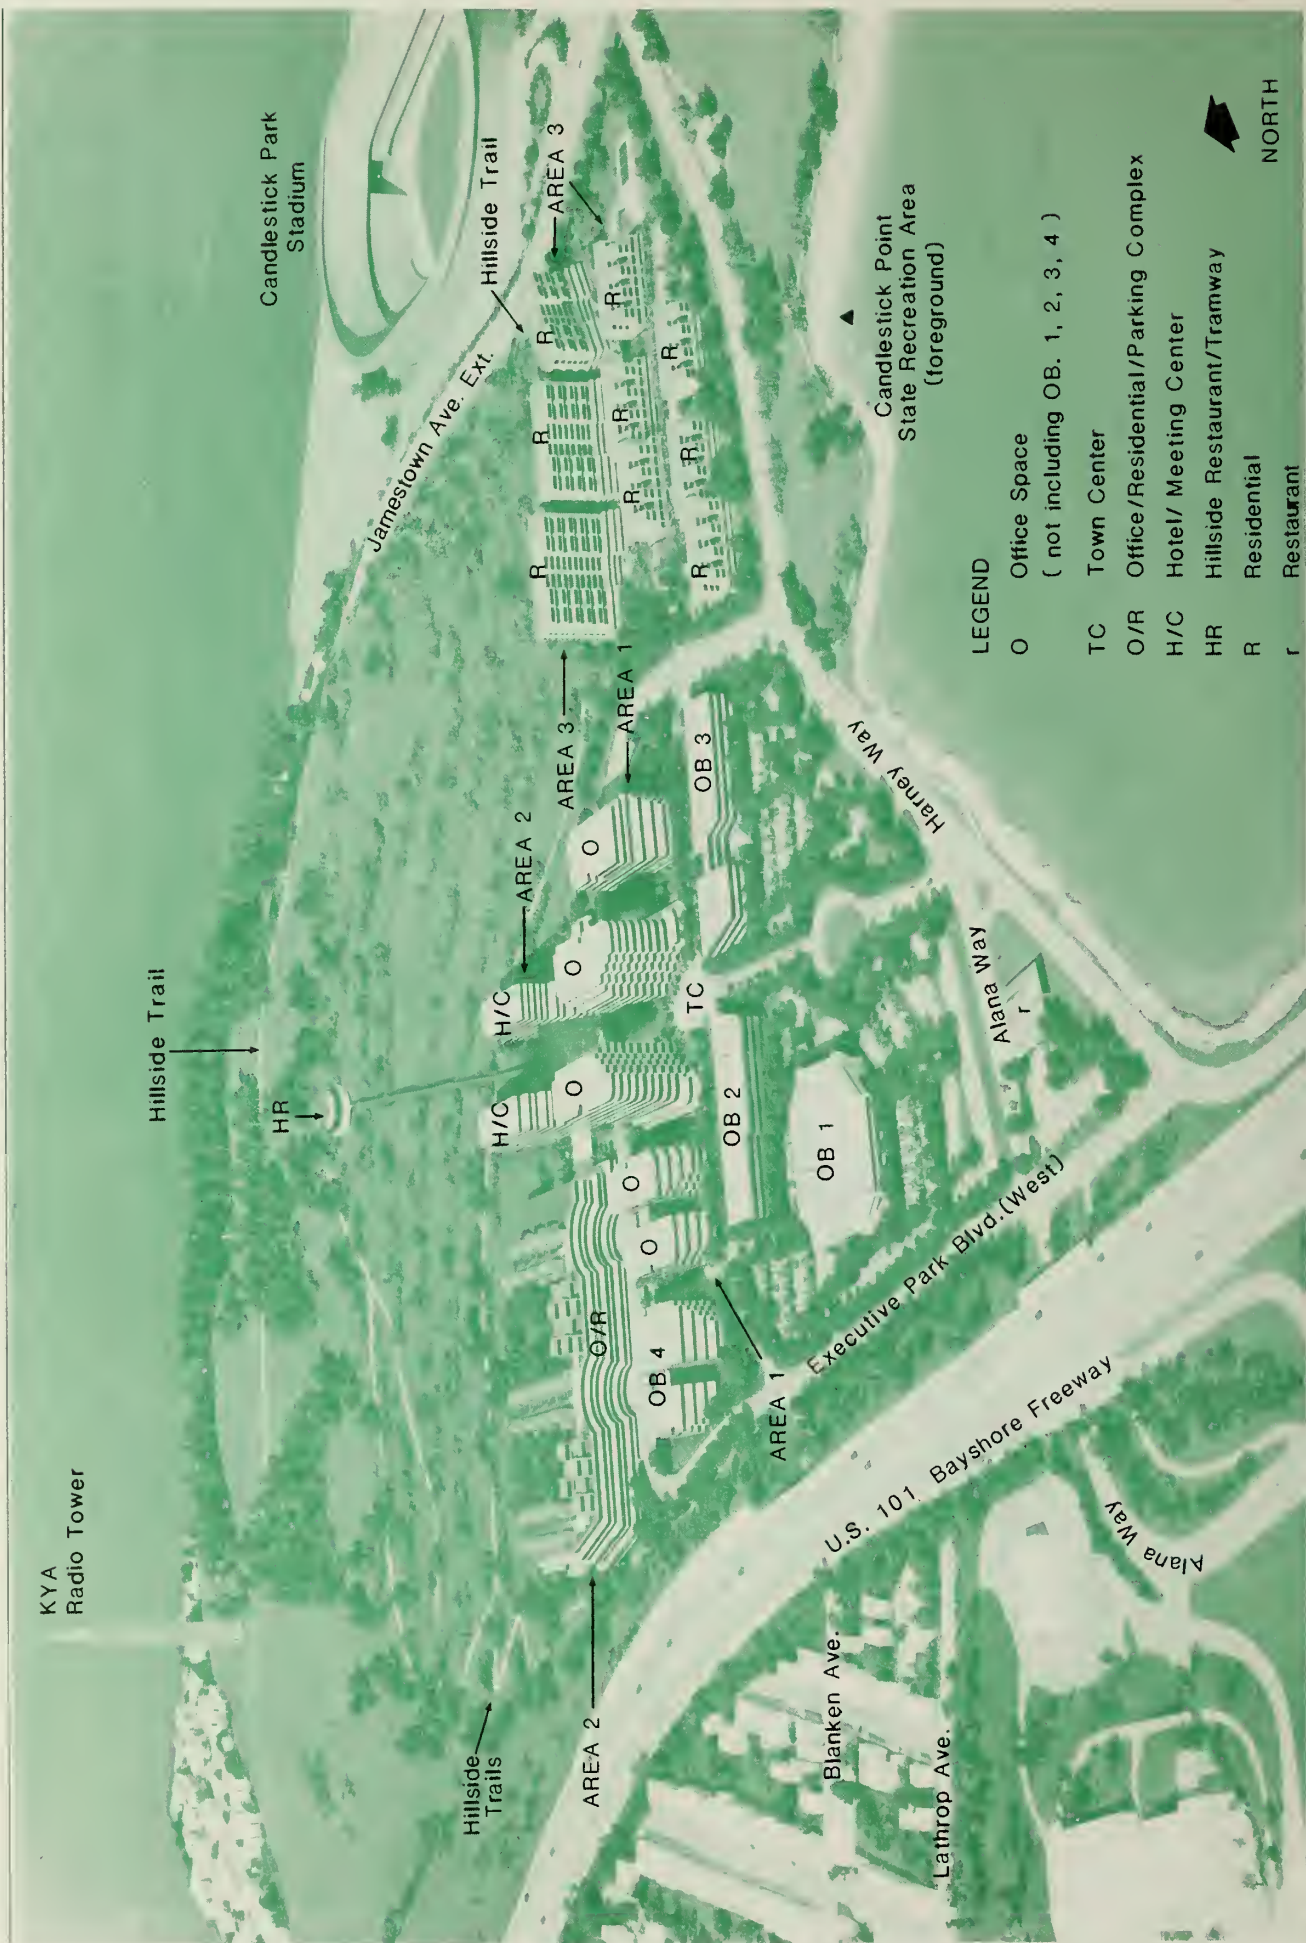 KYA
Radio Tower
Hillside Trail
Candlestick Park
Stadium
HR
Jamestown Ave. Ext.
Hillside Trail
Hillside
Trails
AREA 2
H/C
H/C
AREA 2
AREA 3
AREA 3
AREA 1
O/R
OB 4
O
O
O
O
O
R
R
R
R
R
R
R
R
R
TC
OB 2
OB 3
OB 1
AREA 1
Executive Park Blvd. (West)
Harney Way
Alana Way
r
U.S. 101 Bayshore Freeway
Alana Way
Blanken Ave.
Lathrop Ave.
Candlestick Point
State Recreation Area
(foreground)
LEGEND
O Office Space
( not including OB. 1, 2, 3, 4 )
TC Town Center
O/R Office/Residential/Parking Complex
H/C Hotel/ Meeting Center
HR Hillside Restaurant/Tramway
R Residential
r Restaurant
NORTH